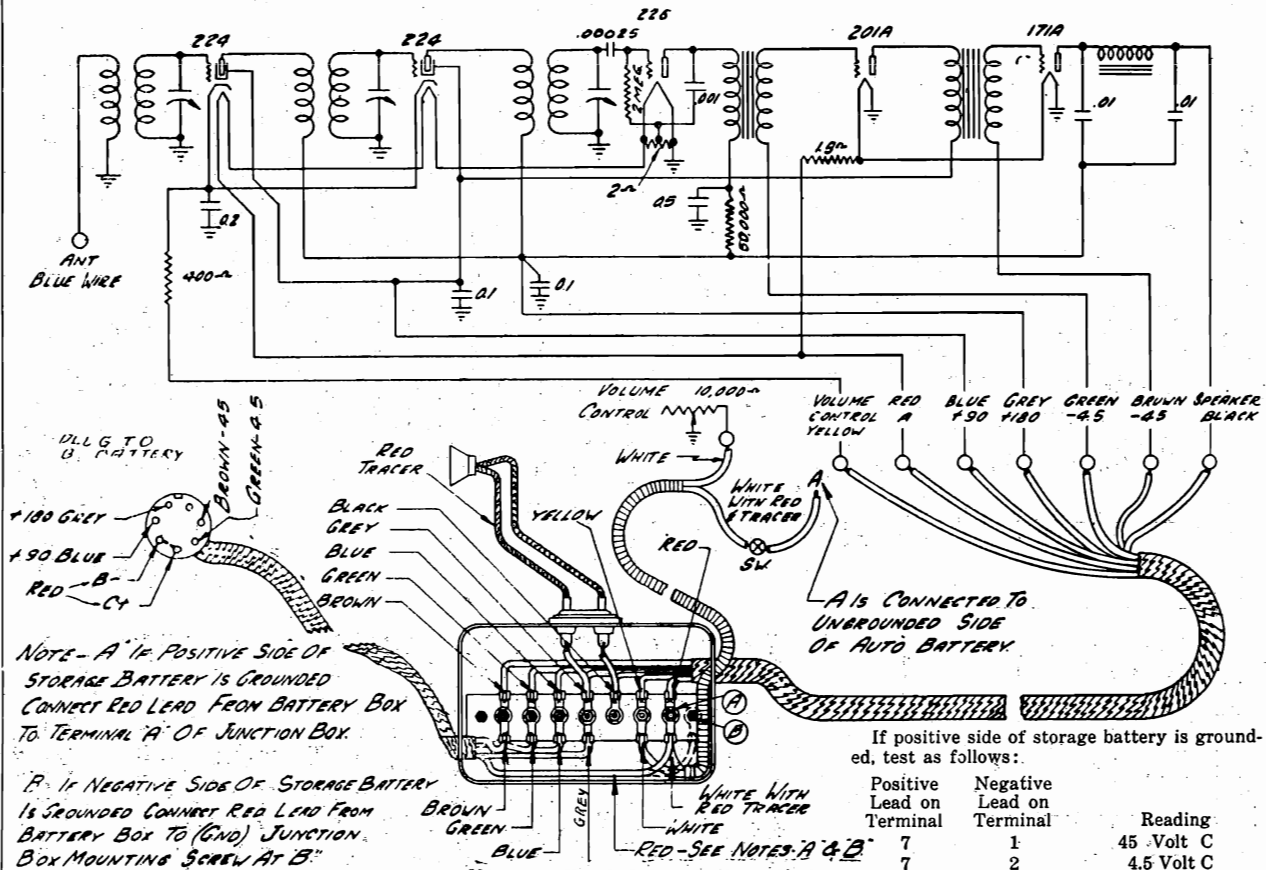 224
224
226
.00025
2 MEG
.001
201A
171A
.01
.01
1.9Ω
2Ω
0.5
0.2
ANT
BLUE WIRE
400Ω
0.1
0.1
VOLUME 10,000Ω
CONTROL
VOLUME CONTROL YELLOW
RED A
BLUE +90
GREY +180
GREEN -4.5
BROWN -45
SPEAKER BLACK
PLUG TO
B BATTERY
BROWN-45
GREEN-4.5
+180 GREY
+90 BLUE
RED
B-
C+
RED
TRACER
BLACK
GREY
BLUE
GREEN
BROWN
YELLOW
WHITE
WHITE
WITH RED
TRACER
SW.
A
RED
A IS CONNECTED TO
UNGROUNDED SIDE
OF AUTO BATTERY.
NOTE - A IF POSITIVE SIDE OF
STORAGE BATTERY IS GROUNDED
CONNECT RED LEAD FROM BATTERY BOX
TO TERMINAL "A" OF JUNCTION BOX.
B IF NEGATIVE SIDE OF STORAGE BATTERY
IS GROUNDED CONNECT RED LEAD FROM
BATTERY BOX TO (GND) JUNCTION
BOX MOUNTING SCREW AT B."
A
B
BROWN
GREEN
BLUE
GREY
WHITE WITH
RED TRACER
WHITE
RED-SEE NOTES "A" & "B"
If positive side of storage battery is ground-
ed, test as follows:
Positive Lead on Terminal
Negative Lead on Terminal
Reading
7 1 45 Volt C
7 2 4.5 Volt C